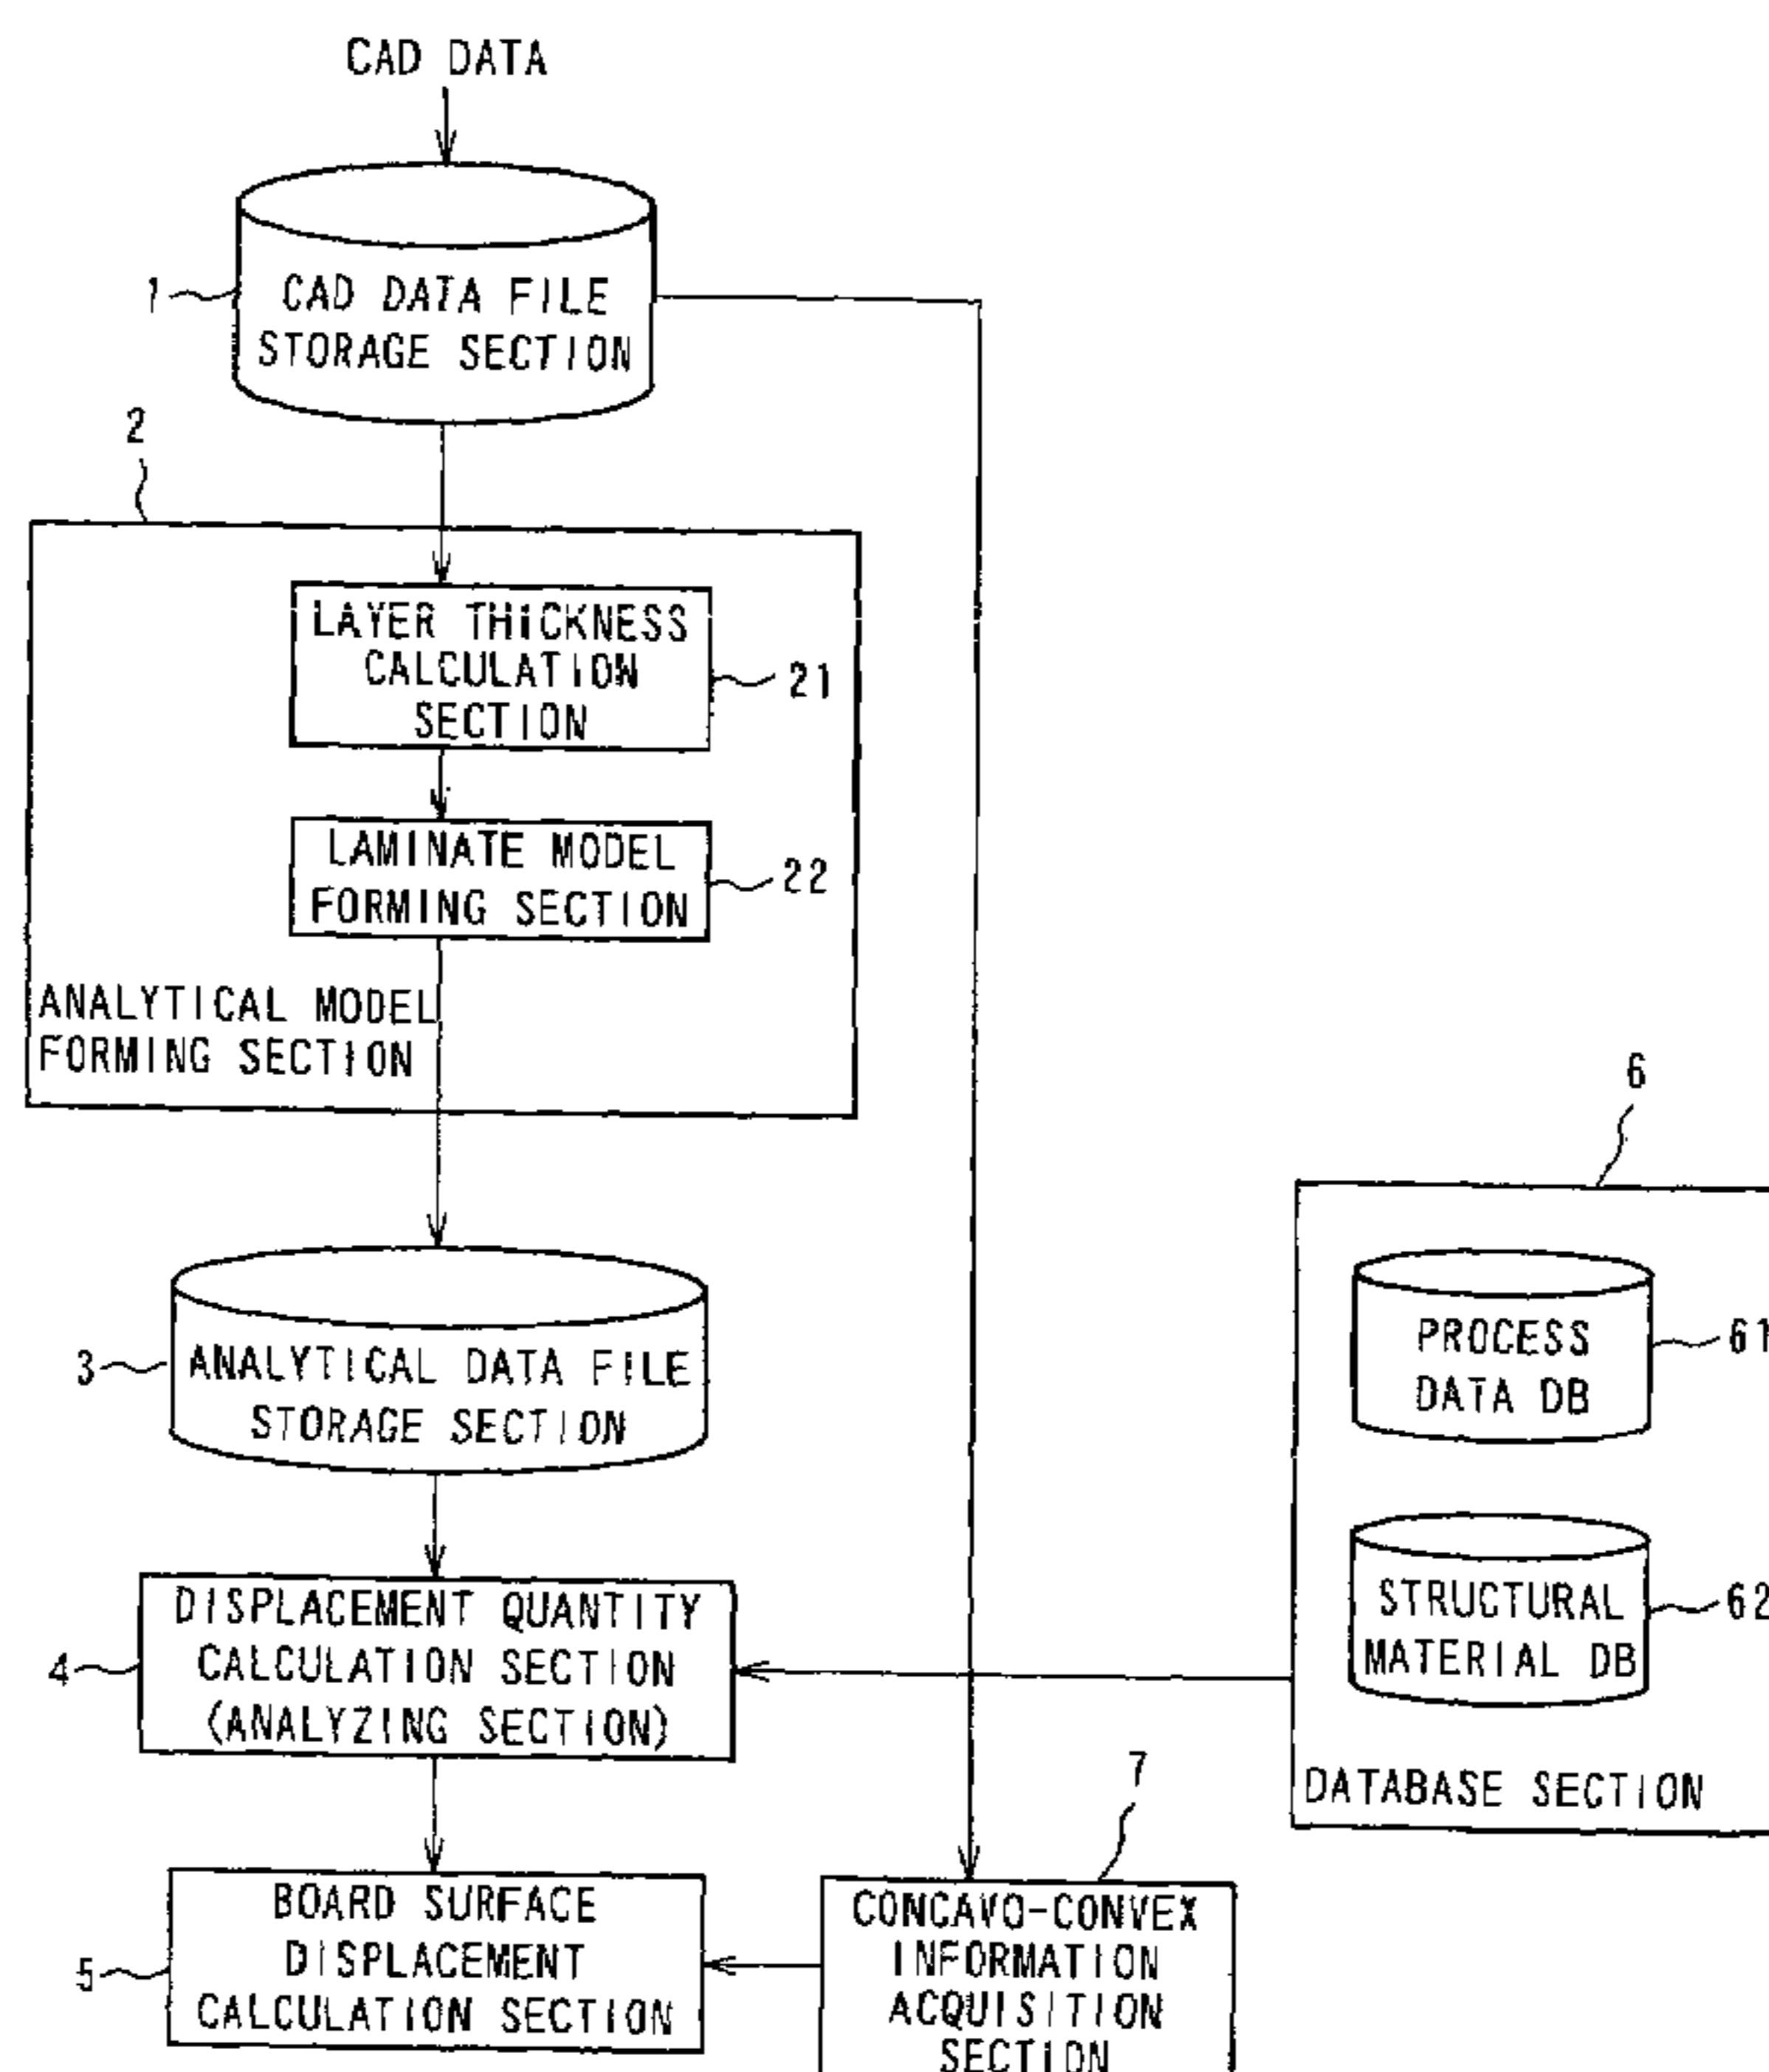 CAD DATA
1
CAD DATA FILE
STORAGE SECTION
2
LAYER THICKNESS
CALCULATION
SECTION
21
LAMINATE MODEL
FORMING SECTION
22
ANALYTICAL MODEL
FORMING SECTION
3
ANALYTICAL DATA FILE
STORAGE SECTION
6
PROCESS
DATA DB
61
STRUCTURAL
MATERIAL DB
62
DATABASE SECTION
4
DISPLACEMENT QUANTITY
CALCULATION SECTION
(ANALYZING SECTION)
7
5
BOARD SURFACE
DISPLACEMENT
CALCULATION SECTION
CONCAVO-CONVEX
INFORMATION
ACQUISITION
SECTION